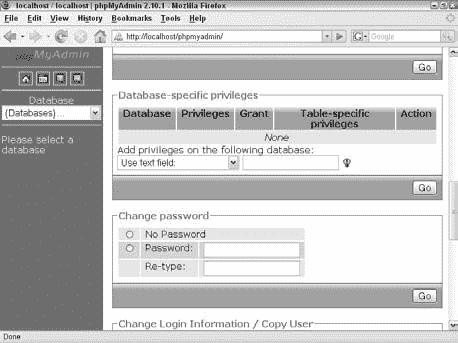 localhost / localhost | phpMyAdmin 2.10.1 - Mozilla Firefox
File Edit View History Bookmarks Tools Help
http://localhost/phpmyadmin/
Google
phpMyAdmin
Database
(Databases) ...
Please select a
database
Go
Database-specific privileges
Database Privileges Grant Table-specific privileges Action
None
Add privileges on the following database:
Use text field:
Go
Change password
No Password
Password:
Re-type:
Go
Change Login Information / Copy User
Done